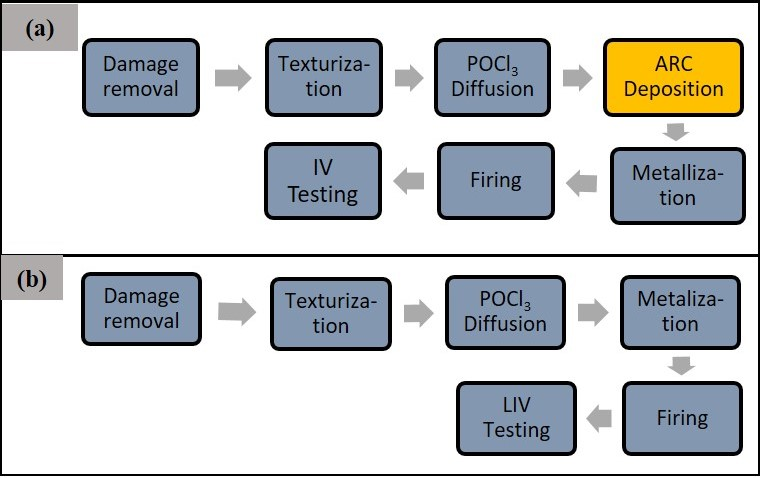 (a)
Damage
removal
Texturiza-
tion
POCl₃
Diffusion
ARC
Deposition
Metalliza-
tion
Firing
IV
Testing
(b)
Damage
removal
Texturiza-
tion
POCl₃
Diffusion
Metaliza-
tion
Firing
LIV
Testing